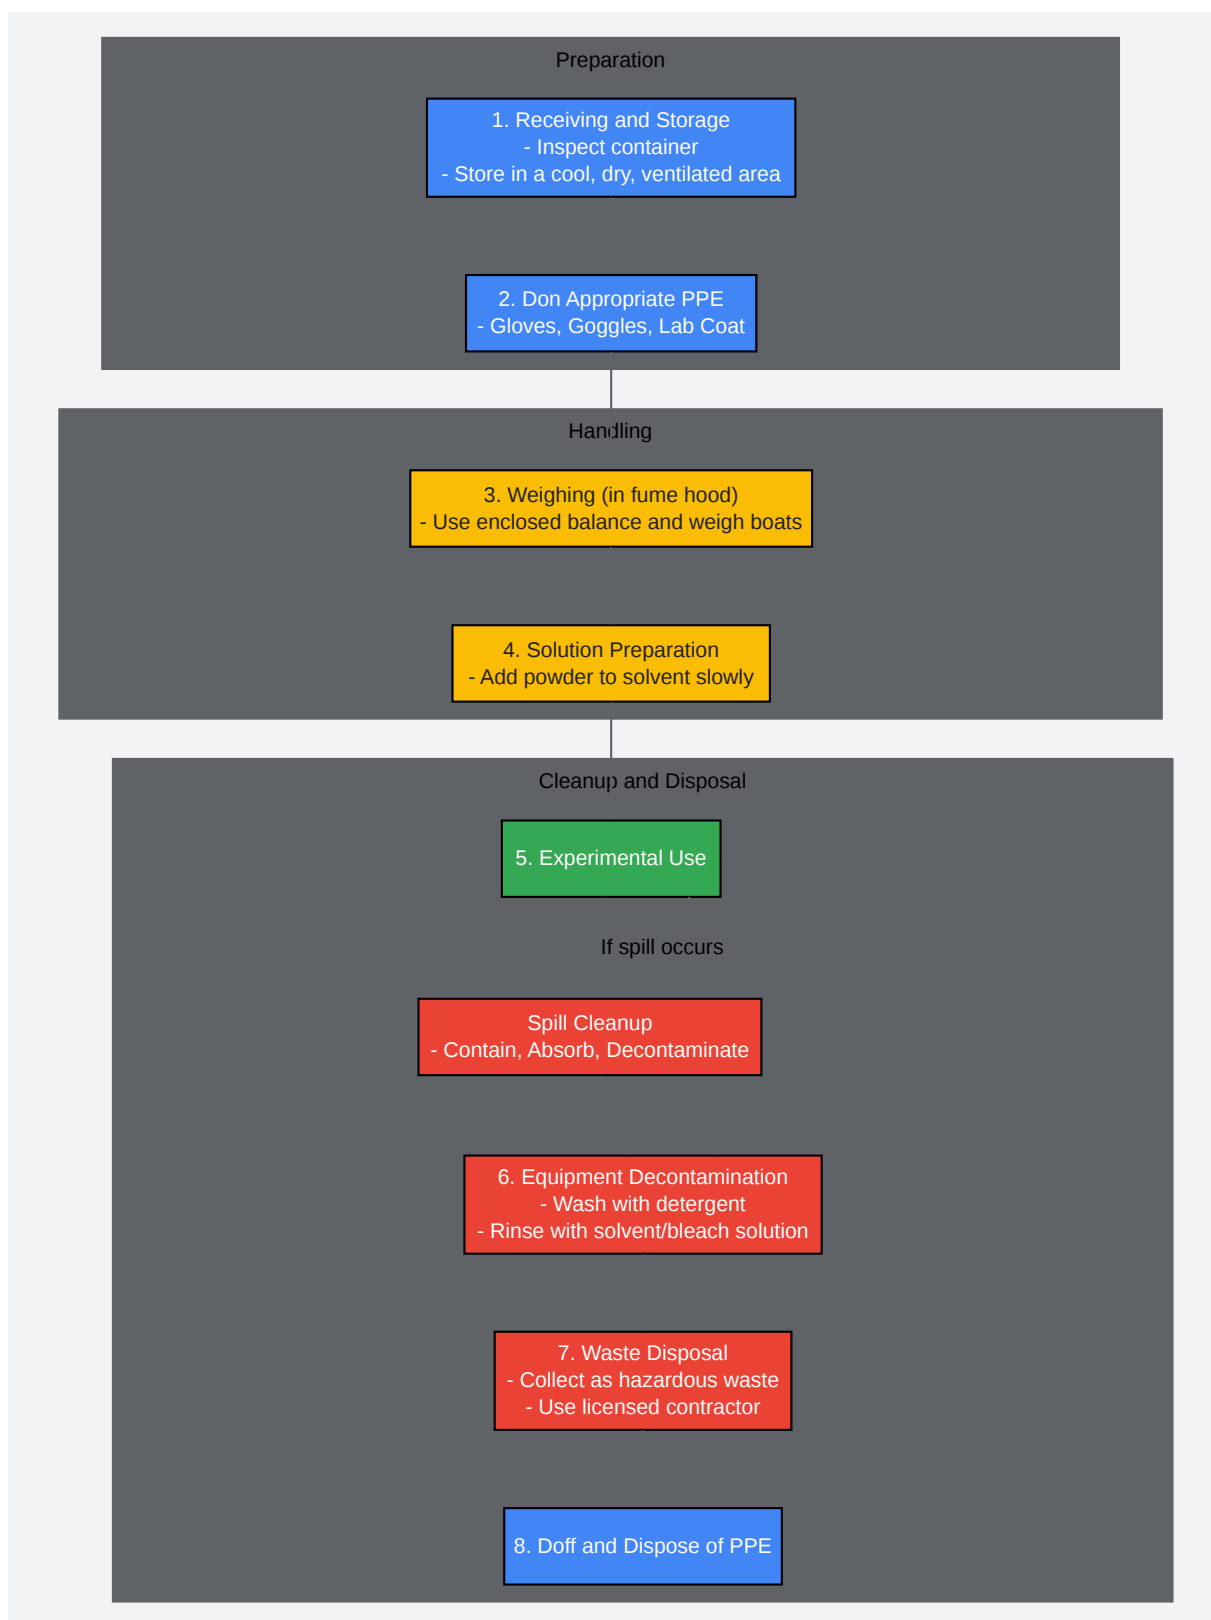 Preparation
1. Receiving and Storage
- Inspect container
- Store in a cool, dry, ventilated area
2. Don Appropriate PPE
- Gloves, Goggles, Lab Coat
Handling
3. Weighing (in fume hood)
- Use enclosed balance and weigh boats
4. Solution Preparation
- Add powder to solvent slowly
Cleanup and Disposal
5. Experimental Use
If spill occurs
Spill Cleanup
- Contain, Absorb, Decontaminate
6. Equipment Decontamination
- Wash with detergent
- Rinse with solvent/bleach solution
7. Waste Disposal
- Collect as hazardous waste
- Use licensed contractor
8. Doff and Dispose of PPE